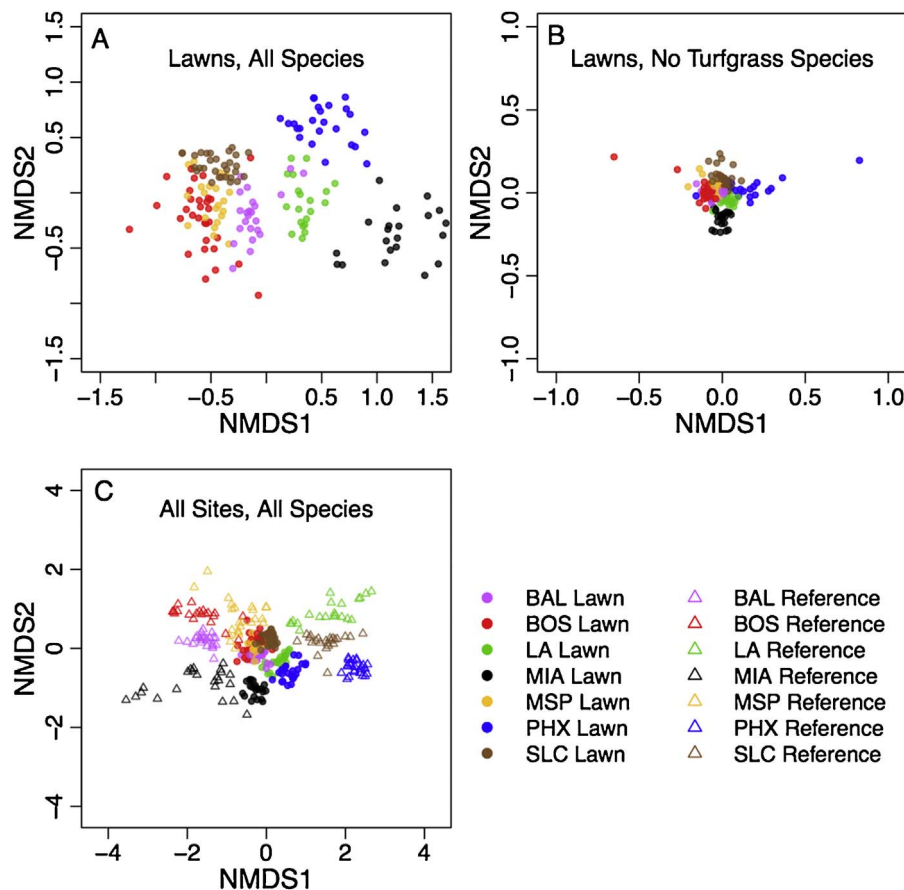 A
Lawns, All Species
1.5
1.0
0.5
-0.5
-1.5
NMDS2
-1.5
-0.5
0.5
1.0
1.5
NMDS1
B
Lawns, No Turfgrass Species
1.0
0.5
0.0
-0.5
-1.0
NMDS2
-1.0
-0.5
0.0
0.5
1.0
NMDS1
C
All Sites, All Species
4
2
0
-2
-4
NMDS2
-4
-2
0
2
4
NMDS1
BAL Lawn
BOS Lawn
LA Lawn
MIA Lawn
MSP Lawn
PHX Lawn
SLC Lawn
BAL Reference
BOS Reference
LA Reference
MIA Reference
MSP Reference
PHX Reference
SLC Reference